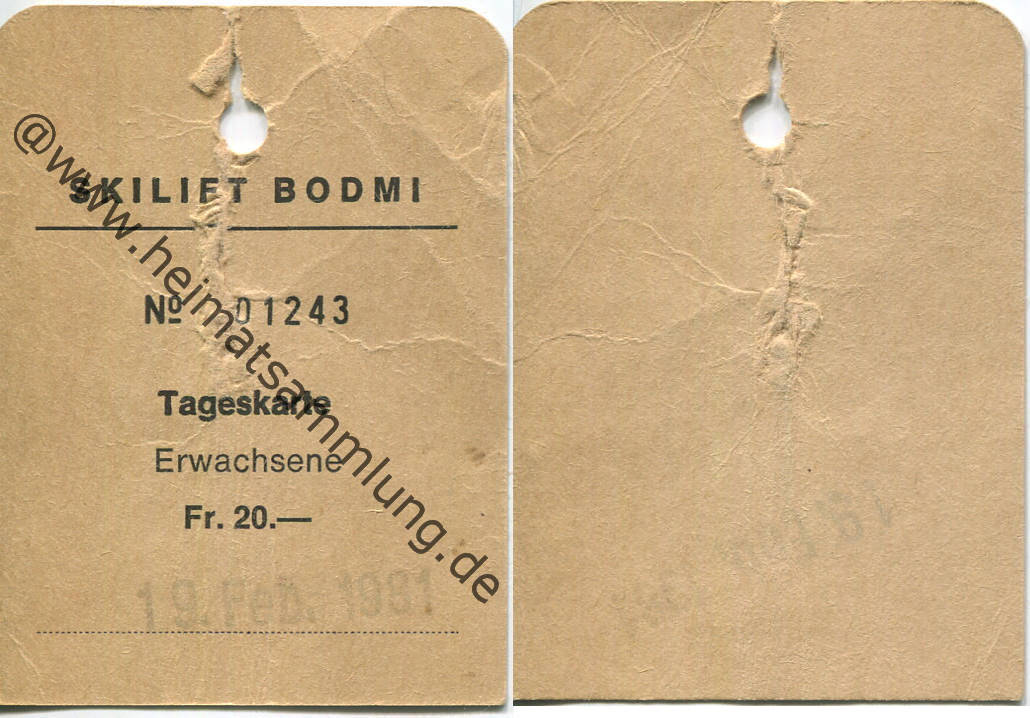 SKILIFT BODMI
Nº 01243
Tageskarte
Erwachsene
Fr. 20.—
19. Feb. 1981
@www.heimatsammlung.de